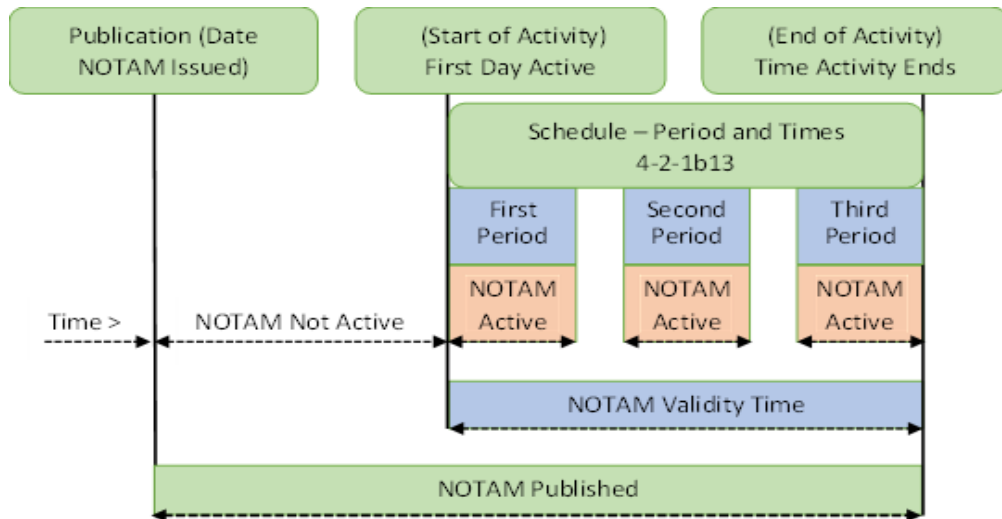 Publication (Date
NOTAM Issued)
(Start of Activity)
First Day Active
(End of Activity)
Time Activity Ends
Schedule – Period and Times
4-2-1b13
First
Period
Second
Period
Third
Period
NOTAM
Active
NOTAM
Active
NOTAM
Active
Time >
NOTAM Not Active
NOTAM Validity Time
NOTAM Published